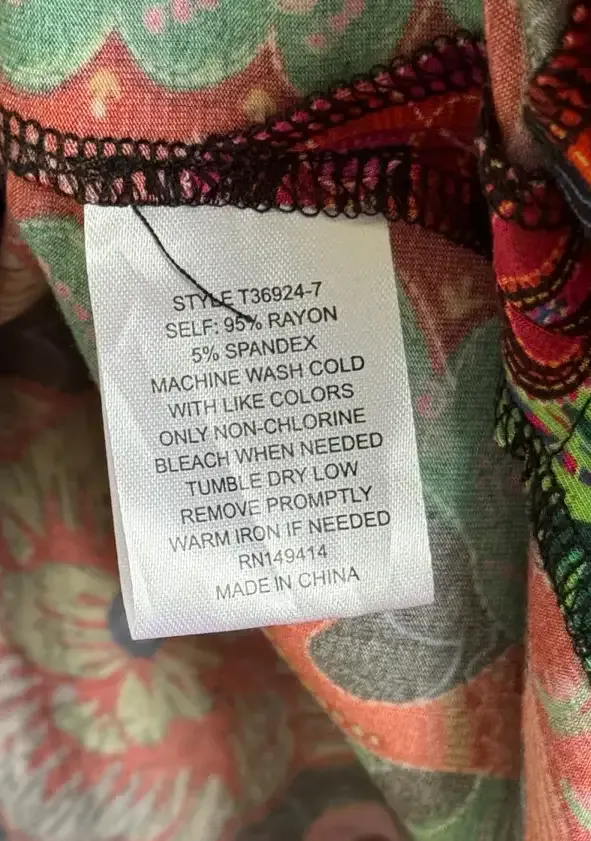 STYLE T36924-7
SELF: 95% RAYON
5% SPANDEX
MACHINE WASH COLD
WITH LIKE COLORS
ONLY NON-CHLORINE
BLEACH WHEN NEEDED
TUMBLE DRY LOW
REMOVE PROMPTLY
WARM IRON IF NEEDED
RN149414
MADE IN CHINA